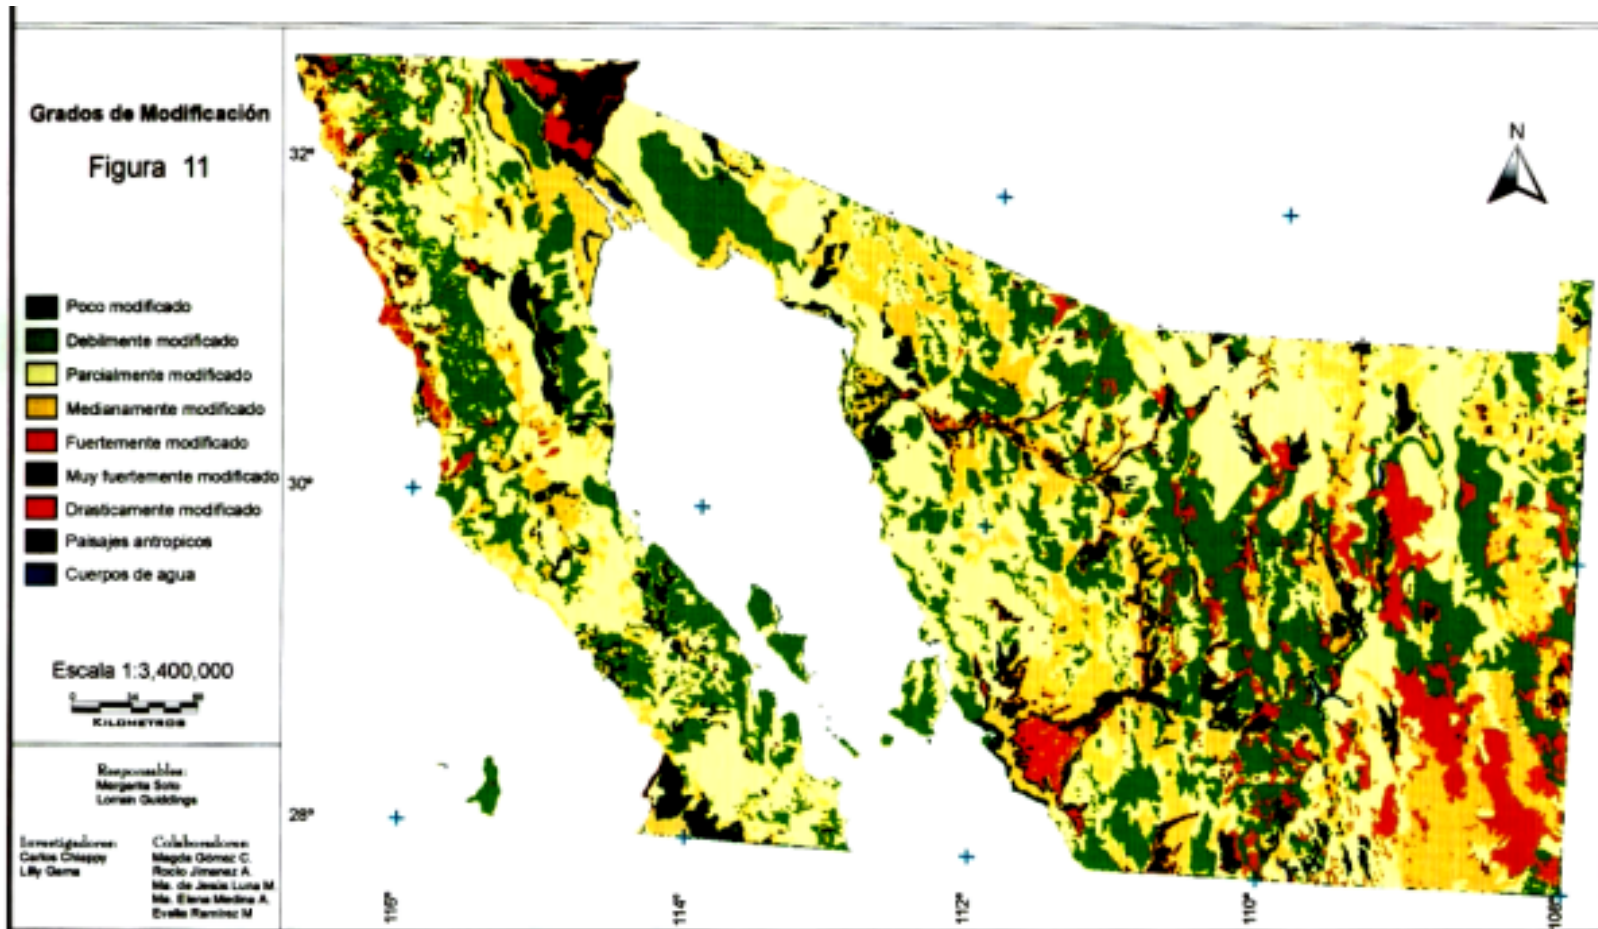 Grados de Modificación
Figura 11
Poco modificado
Debilmente modificado
Parcialmente modificado
Medianamente modificado
Fuertemente modificado
Muy fuertemente modificado
Drasticamente modificado
Paisajes antropicos
Cuerpos de agua
Escala 1:3,400,000
0
KILOMETROS
Responsables:
Margarita Soto
Lorrain Guiddings
Investigadores:
Carlos Chiappy
Lilly Gama
Colaboradores:
Magda Gómez C.
Rocio Jimenez A.
Ma. de Jesús Luna M.
Ma. Elena Medina A.
Evelia Ramírez M
N
32°
30°
28°
116°
114°
112°
110°
108°